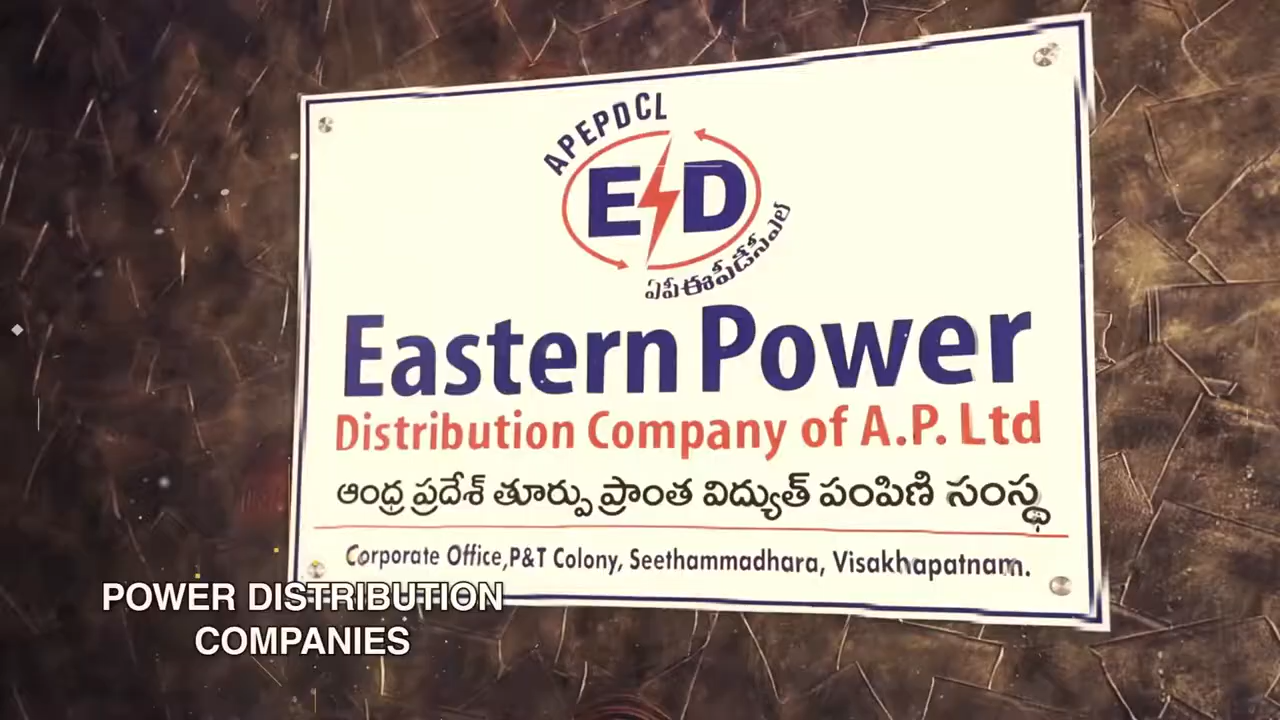 APEPDCL
ED
ఏపీఈపీడీసీఎల్
Eastern Power
Distribution Company of A.P. Ltd
ఆంధ్ర ప్రదేశ్ తూర్పు ప్రాంత విద్యుత్ పంపిణి సంస్థ
Corporate Office,P&T Colony, Seethammadhara, Visakhapatnam.
POWER DISTRIBUTION
COMPANIES